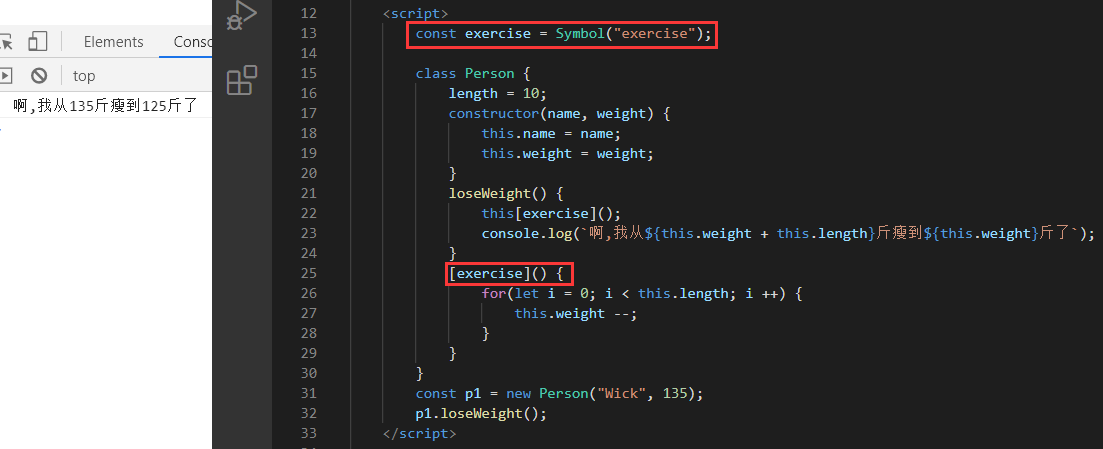 Elements Conso
top
啊,我从135斤瘦到125斤了
12 <script>
13 const exercise = Symbol("exercise");
14
15 class Person {
16 length = 10;
17 constructor(name, weight) {
18 this.name = name;
19 this.weight = weight;
20 }
21 loseWeight() {
22 this[exercise]();
23 console.log(`啊,我从${this.weight + this.length}斤瘦到${this.weight}斤了`);
24 }
25 [exercise]() {
26 for(let i = 0; i < this.length; i ++) {
27 this.weight --;
28 }
29 }
30 }
31 const p1 = new Person("Wick", 135);
32 p1.loseWeight();
33 </script>